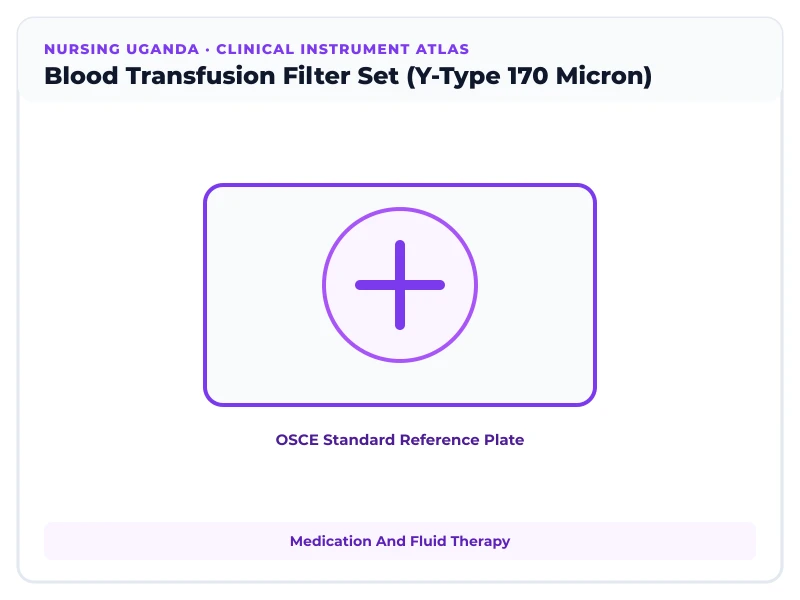 NURSING UGANDA · CLINICAL INSTRUMENT ATLAS
Blood Transfusion Filter Set (Y-Type 170 Micron)
OSCE Standard Reference Plate
Medication And Fluid Therapy